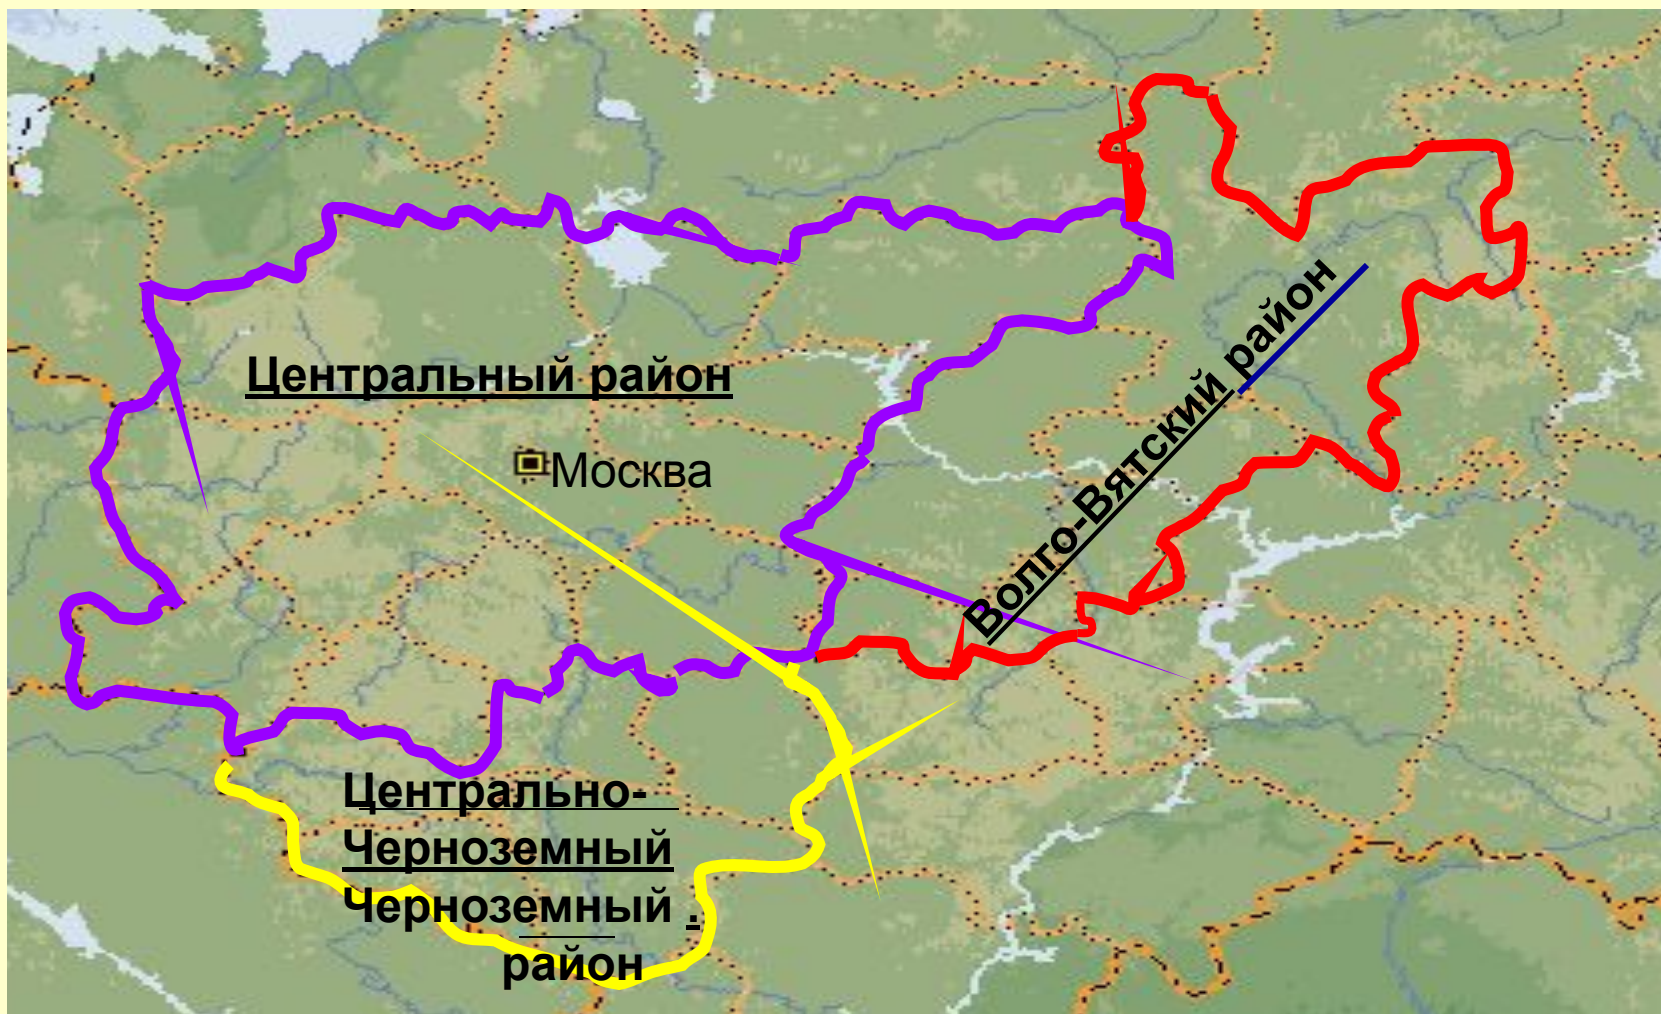 Центральный район
Москва
Волго-Вятский район
Центрально-
Черноземный
Черноземный .
район